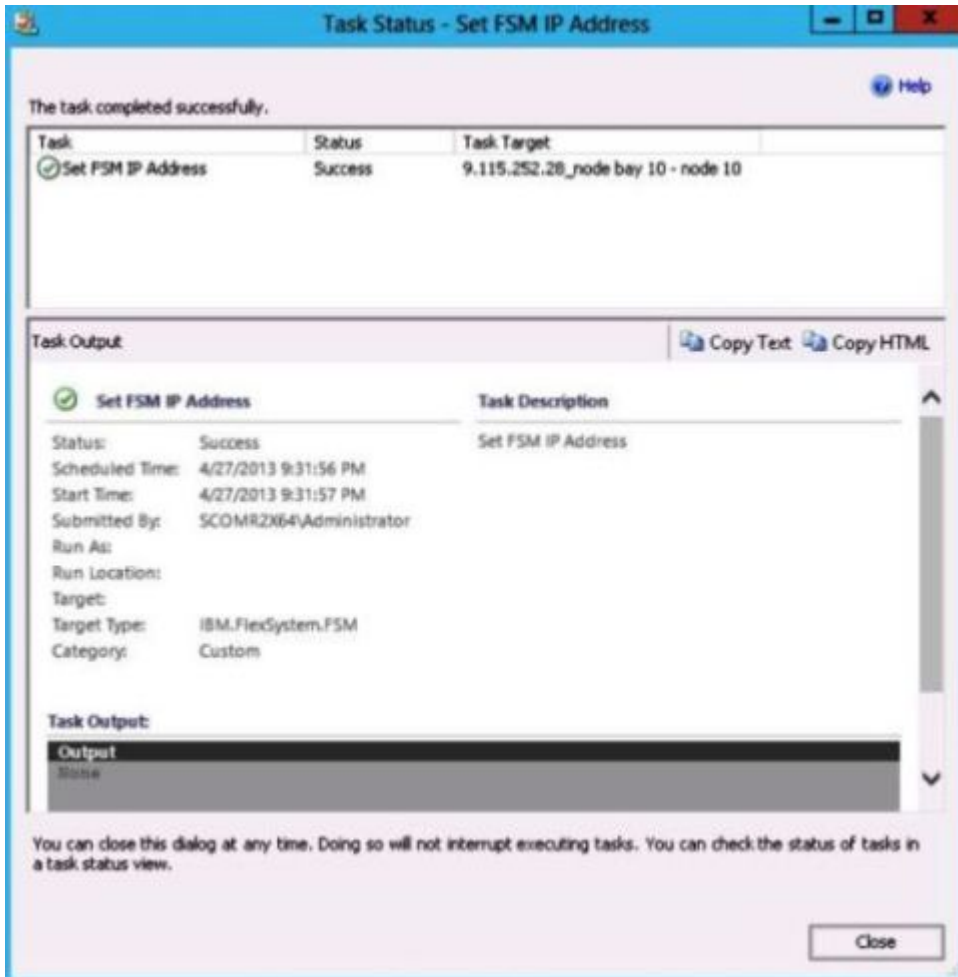 Task Status - Set FSM IP Address
Help
The task completed successfully.
Task Status Task Target
Set FSM IP Address Success 9.115.252.28_node bay 10 - node 10
Task Output Copy Text Copy HTML
Set FSM IP Address Task Description
Status: Success Set FSM IP Address
Scheduled Time: 4/27/2013 9:31:56 PM
Start Time: 4/27/2013 9:31:57 PM
Submitted By: SCOMR2X64\Administrator
Run As:
Run Location:
Target:
Target Type: IBM.FlexSystem.FSM
Category: Custom
Task Output:
Output
None
You can close this dialog at any time. Doing so will not interrupt executing tasks. You can check the status of tasks in
a task status view.
Close